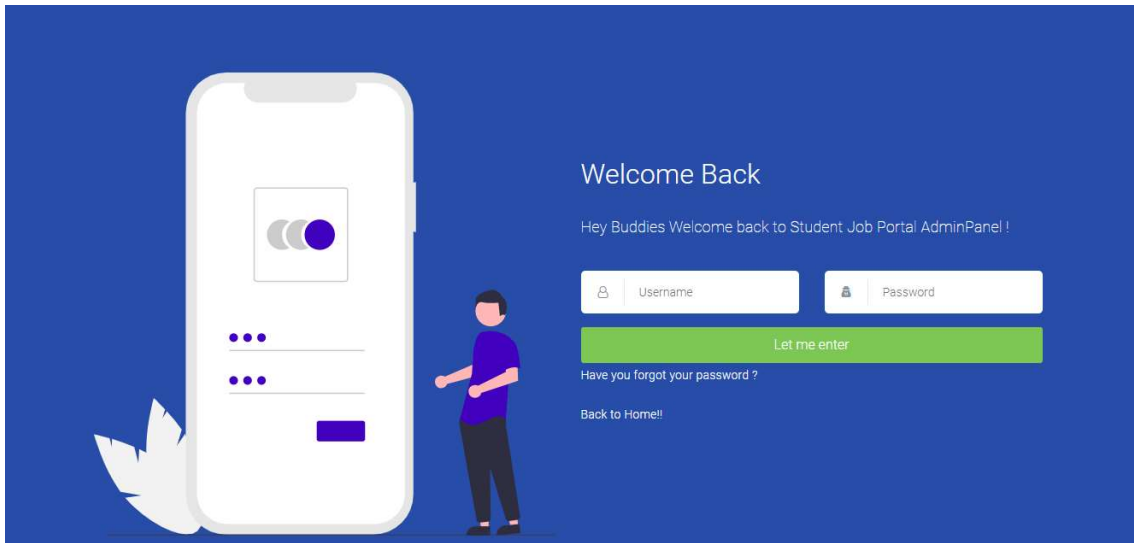 Welcome Back
Hey Buddies Welcome back to Student Job Portal AdminPanel !
Username
Password
Let me enter
Have you forgot your password ?
Back to Home!!